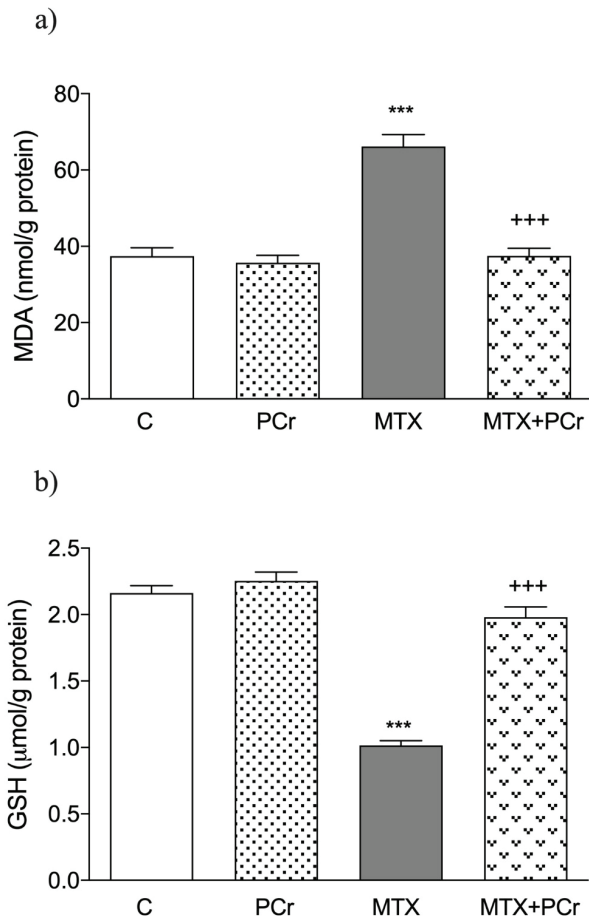 a)
MDA (nmol/g protein)
80
60
40
20
0
***
+++
C PCr MTX MTX+PCr
b)
GSH (µmol/g protein)
2.5
2.0
1.5
1.0
0.5
0.0
***
+++
C PCr MTX MTX+PCr